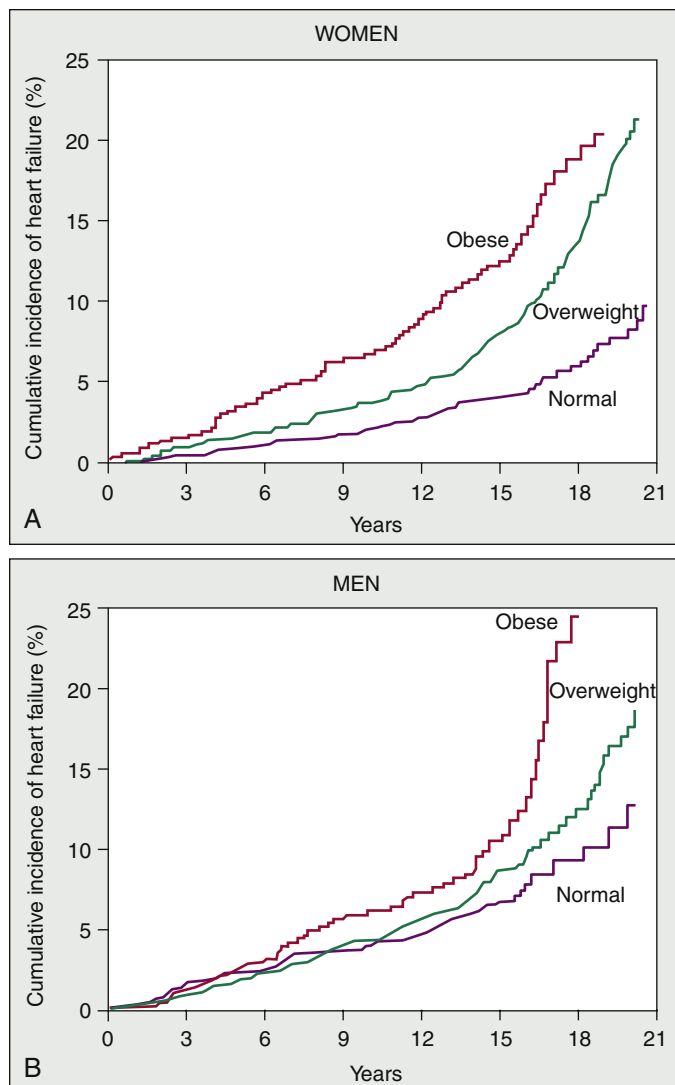 WOMEN
Cumulative incidence of heart failure (%)
25
20
15
10
5
0
Obese
Overweight
Normal
0 3 6 9 12 15 18 21
Years
A
MEN
Cumulative incidence of heart failure (%)
25
20
15
10
5
0
Obese
Overweight
Normal
0 3 6 9 12 15 18 21
Years
B